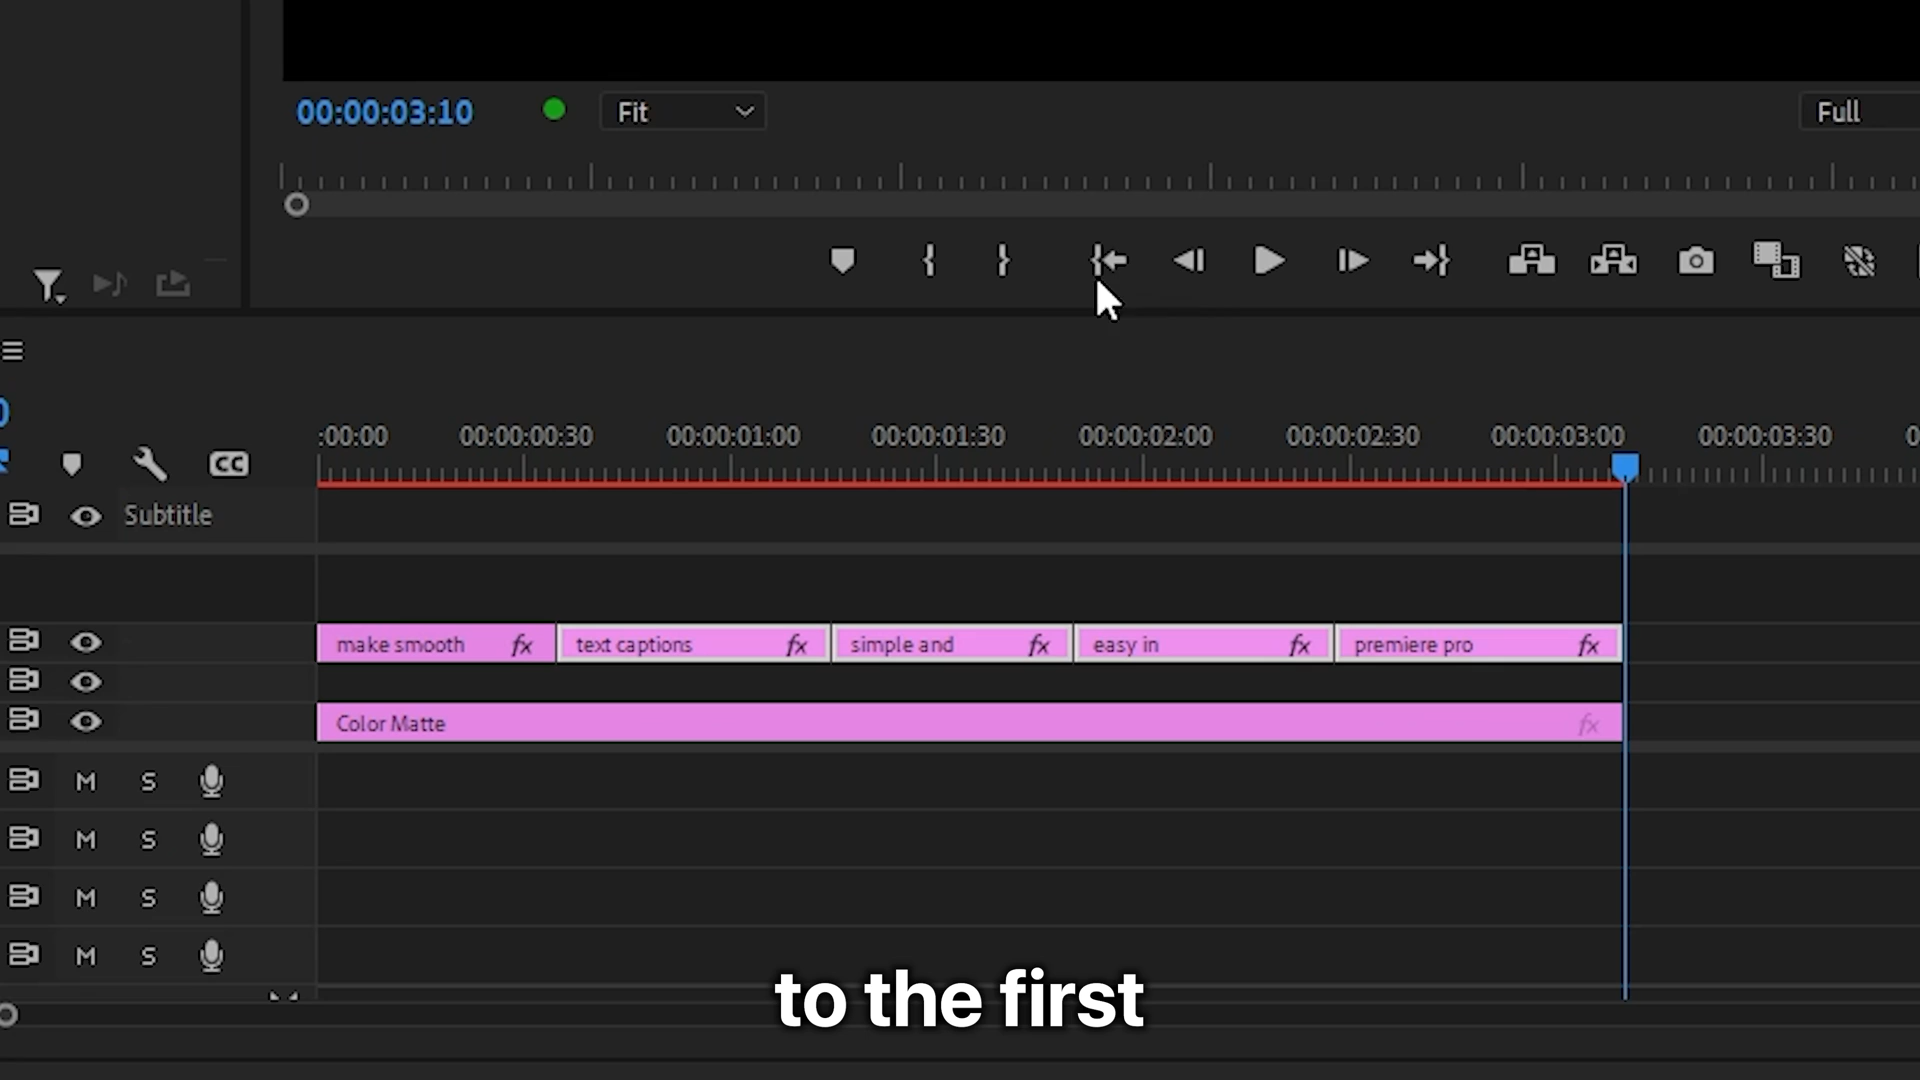 00:00:03:10
Fit
Full
:00:00
00:00:00:30
00:00:01:00
00:00:01:30
00:00:02:00
00:00:02:30
00:00:03:00
00:00:03:30
CC
Subtitle
make smooth fx
text captions fx
simple and fx
easy in fx
premiere pro fx
Color Matte fx
M S
M S
M S
M S
to the first